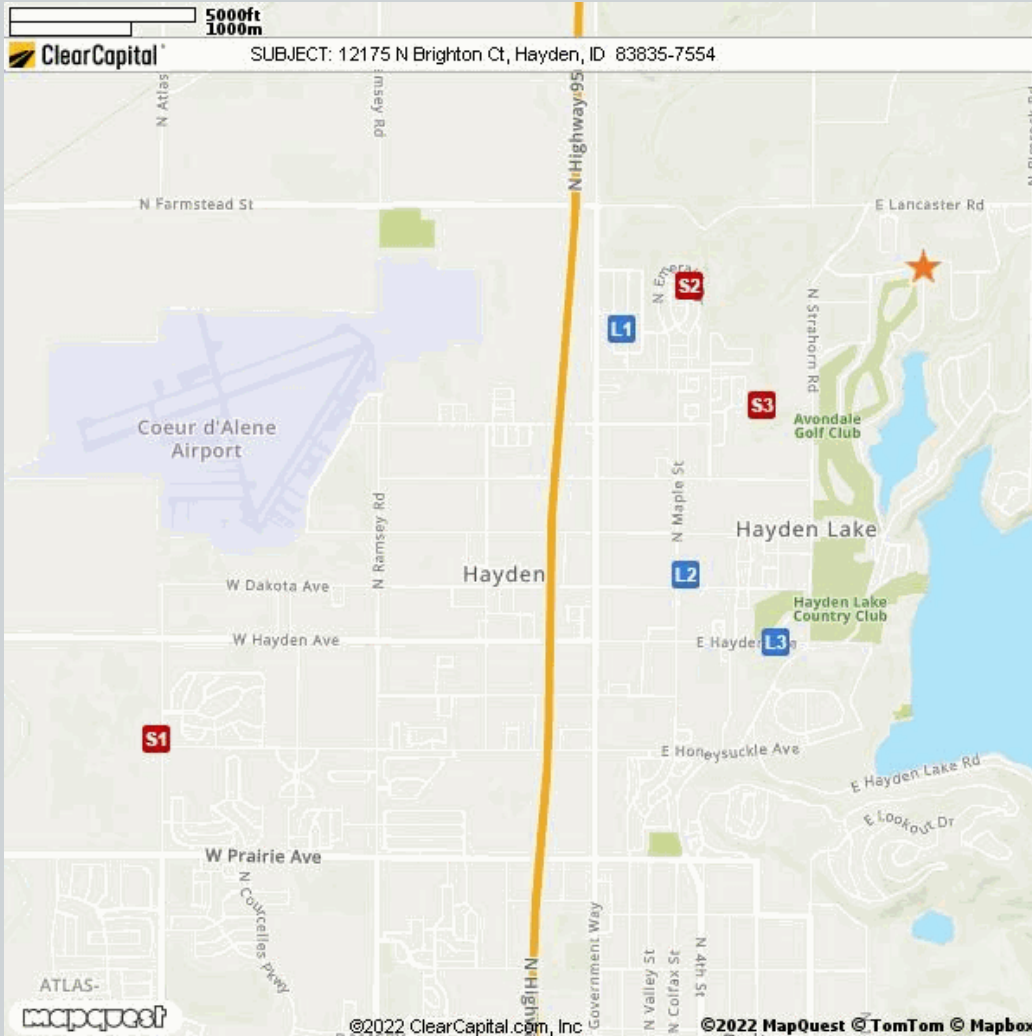 5000ft
1000m
ClearCapital
SUBJECT: 12175 N Brighton Ct, Hayden, ID 83835-7554
N Atlas
msey Rd
N Highway 95
N Farmstead St
E Lancaster Rd
S2
L1
N Strahorn Rd
S3
Avondale
Golf Club
Coeur d'Alene
Airport
N Maple St
N Ramsey Rd
Hayden Lake
Hayden
L2
W Dakota Ave
Hayden Lake
Country Club
W Hayden Ave
E Hayden
L3
S1
E Honeysuckle Ave
E Hayden Lake Rd
E Lookout Dr
W Prairie Ave
N Courcelles Pkwy
Government Way
N Valley St
N Colfax St
N 4th St
N High
ATLAS-
mapquest
©2022 ClearCapital.com, Inc
©2022 MapQuest © TomTom © Mapbox